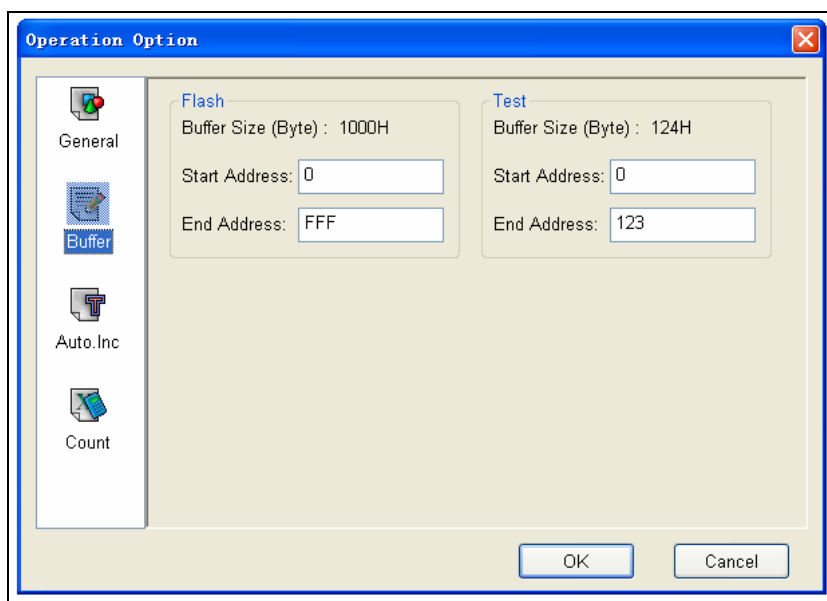 Operation Option
General
Buffer
Auto.Inc
Count
Flash
Buffer Size (Byte) : 1000H
Start Address: 0
End Address: FFF
Test
Buffer Size (Byte) : 124H
Start Address: 0
End Address: 123
OK
Cancel